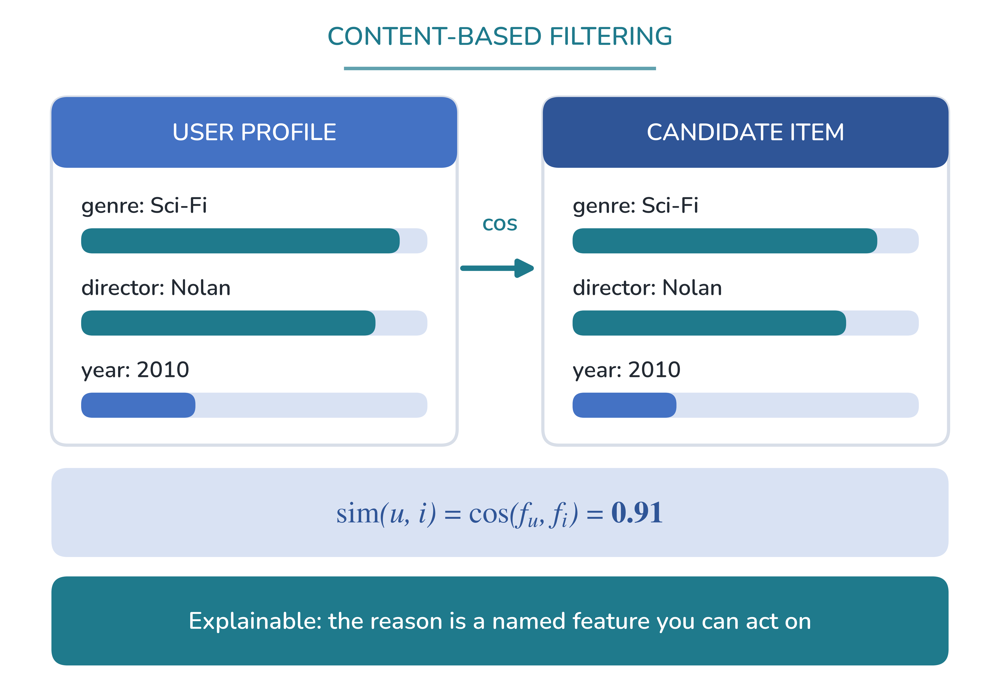 CONTENT-BASED FILTERING
USER PROFILE
genre: Sci-Fi
director: Nolan
year: 2010
cos
CANDIDATE ITEM
genre: Sci-Fi
director: Nolan
year: 2010
sim(u, i) = cos(f_u, f_i) = 0.91
Explainable: the reason is a named feature you can act on